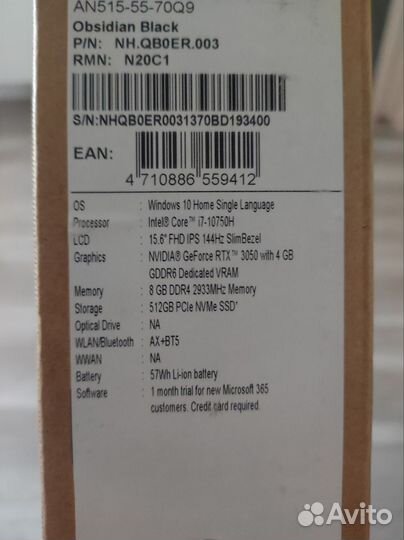 AN515-55-70Q9
Obsidian Black
P/N: NH.QB0ER.003
RMN: N20C1
S/N:NHQB0ER0031370BD193400
EAN:
4 710886 559412
OS : Windows 10 Home Single Language
Processor : Intel® Core™ i7-10750H
LCD : 15.6" FHD IPS 144Hz SlimBezel
Graphics : NVIDIA® GeForce RTX™ 3050 with 4 GB
GDDR6 Dedicated VRAM
Memory : 8 GB DDR4 2933MHz Memory
Storage : 512GB PCIe NVMe SSD*
Optical Drive : NA
WLAN/Bluetooth : AX+BT5
WWAN : NA
Battery : 57Wh Li-ion battery
Software : 1 month trial for new Microsoft 365
customers. Credit card required.
Avito